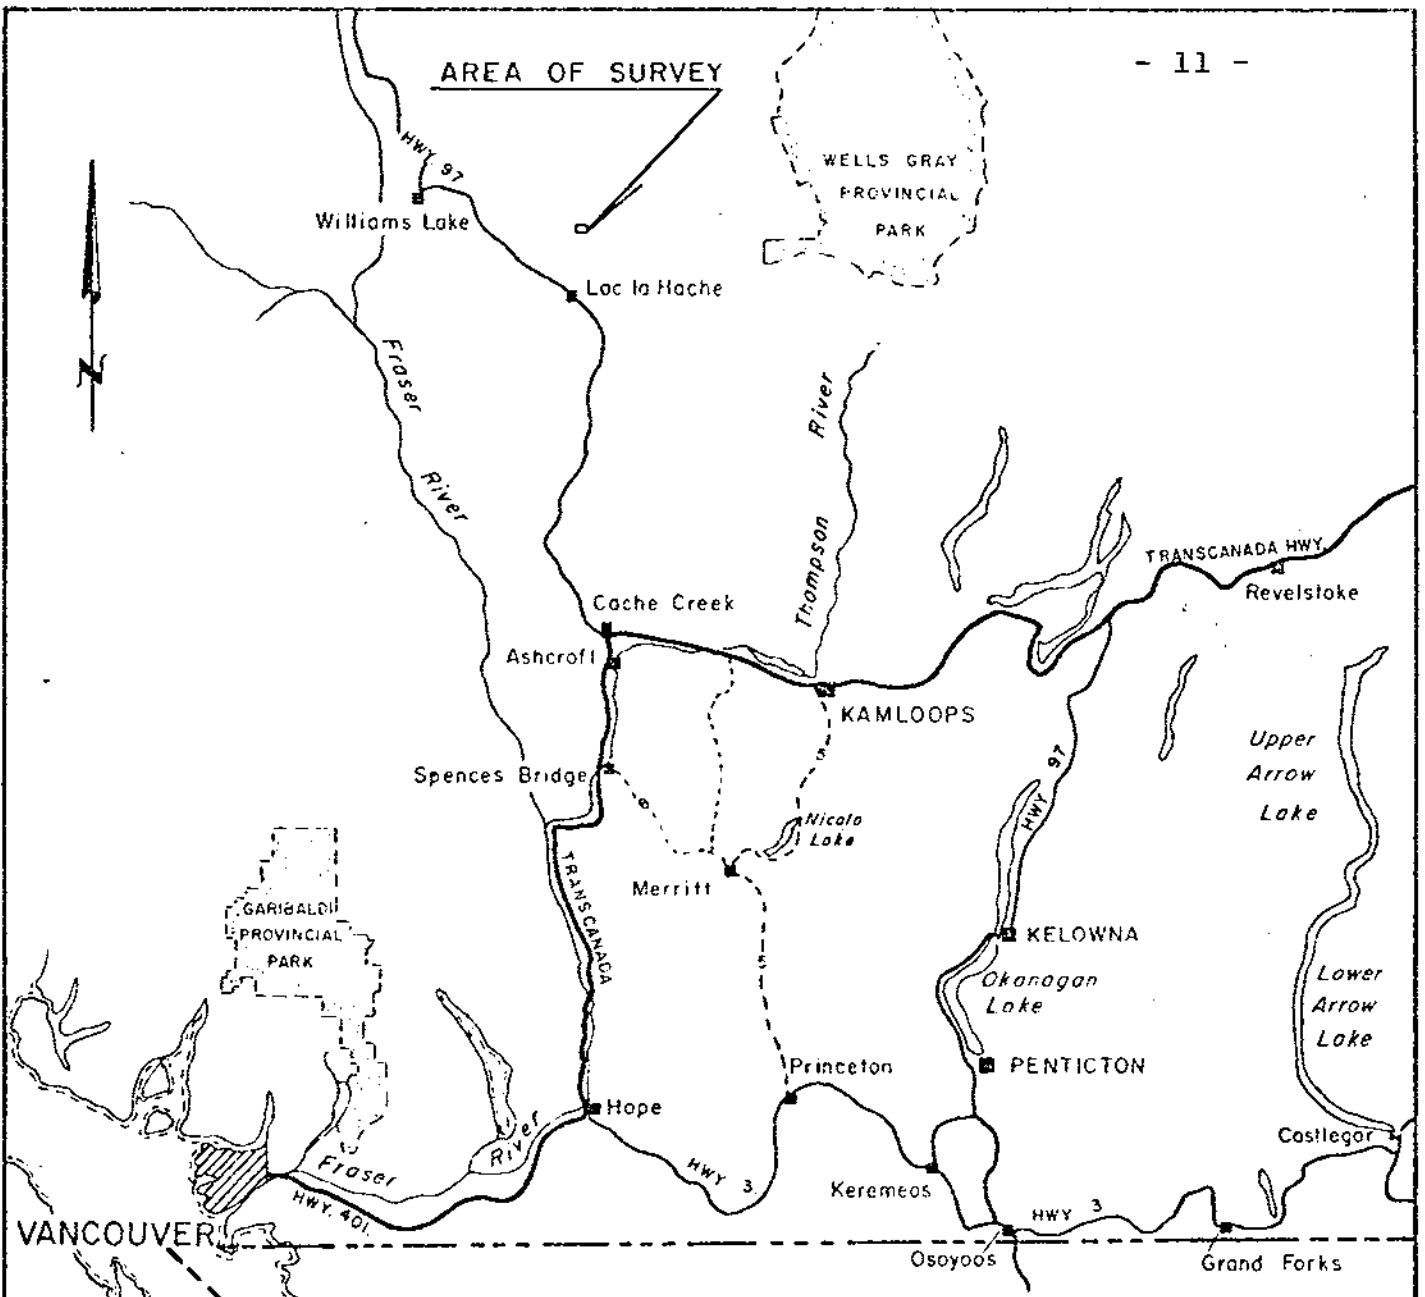 - 11 -
AREA OF SURVEY
HWY. 97
WELLS GRAY
PROVINCIAL
PARK
Williams Lake
Lac la Hache
N
Fraser
River
Thompson River
TRANSCANADA HWY.
Revelstoke
Cache Creek
Ashcroft
KAMLOOPS
5
Upper
Arrow
Lake
HWY 97
Spences Bridge
8
Nicola
Lake
Merritt
TRANSCANADA
GARIBALDI
PROVINCIAL
PARK
KELOWNA
5
Okanagan
Lake
Lower
Arrow
Lake
Princeton
PENTICTON
Hope
Castlegar
Fraser River
HWY 3
Keremeos
HWY. 401
HWY 3
VANCOUVER
Osoyoos
Grand Forks